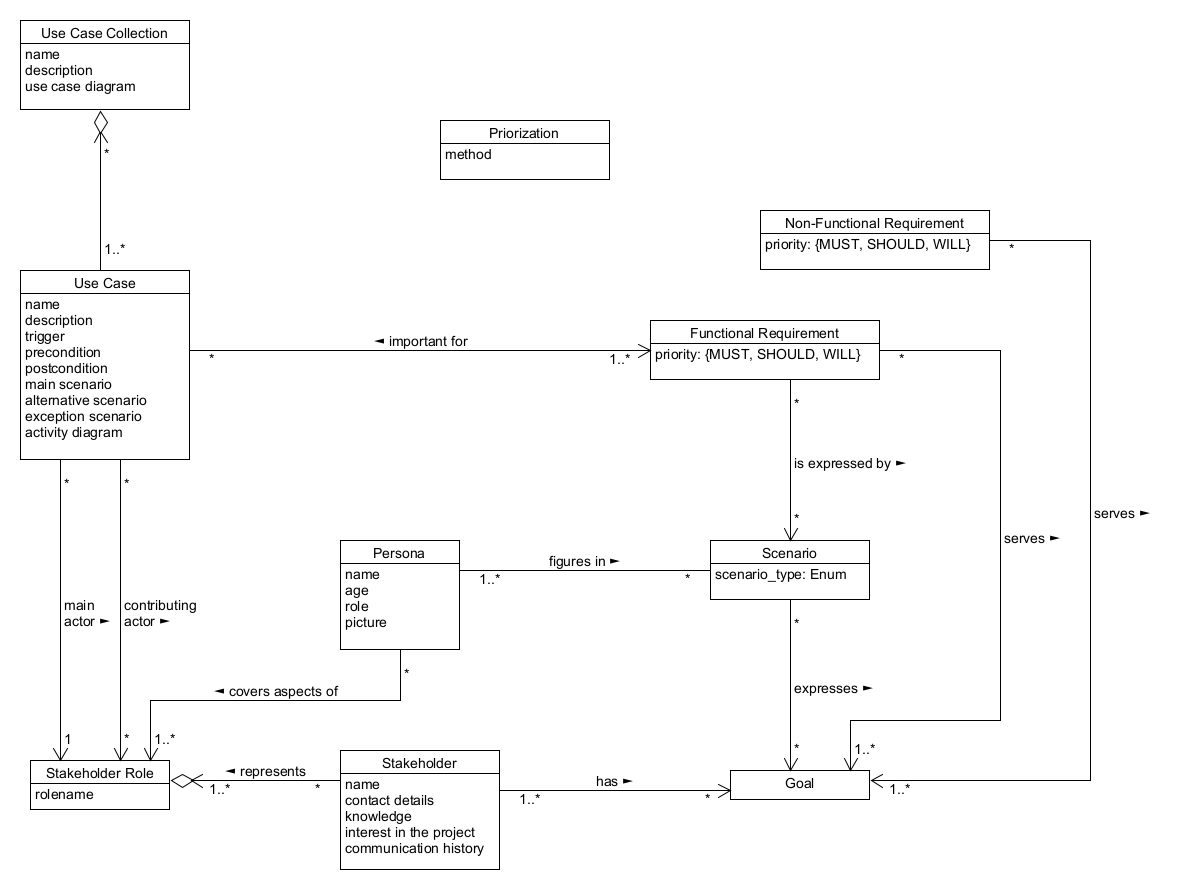 Use Case Collection
name
description
use case diagram
*
1..*
Priorization
method
Non-Functional Requirement
priority: {MUST, SHOULD, WILL}
*
Use Case
name
description
trigger
precondition
postcondition
main scenario
alternative scenario
exception scenario
activity diagram
◄ important for
*
1..*
Functional Requirement
priority: {MUST, SHOULD, WILL}
*
*
is expressed by ►
*
serves ►
serves ►
*
*
main
actor ►
contributing
actor ►
1
*
Persona
name
age
role
picture
figures in ►
1..*
*
Scenario
scenario_type: Enum
*
expresses ►
*
*
◄ covers aspects of
1..*
1..*
1..*
Stakeholder Role
rolename
◄ represents
1..*
*
Stakeholder
name
contact details
knowledge
interest in the project
communication history
has ►
1..*
*
Goal